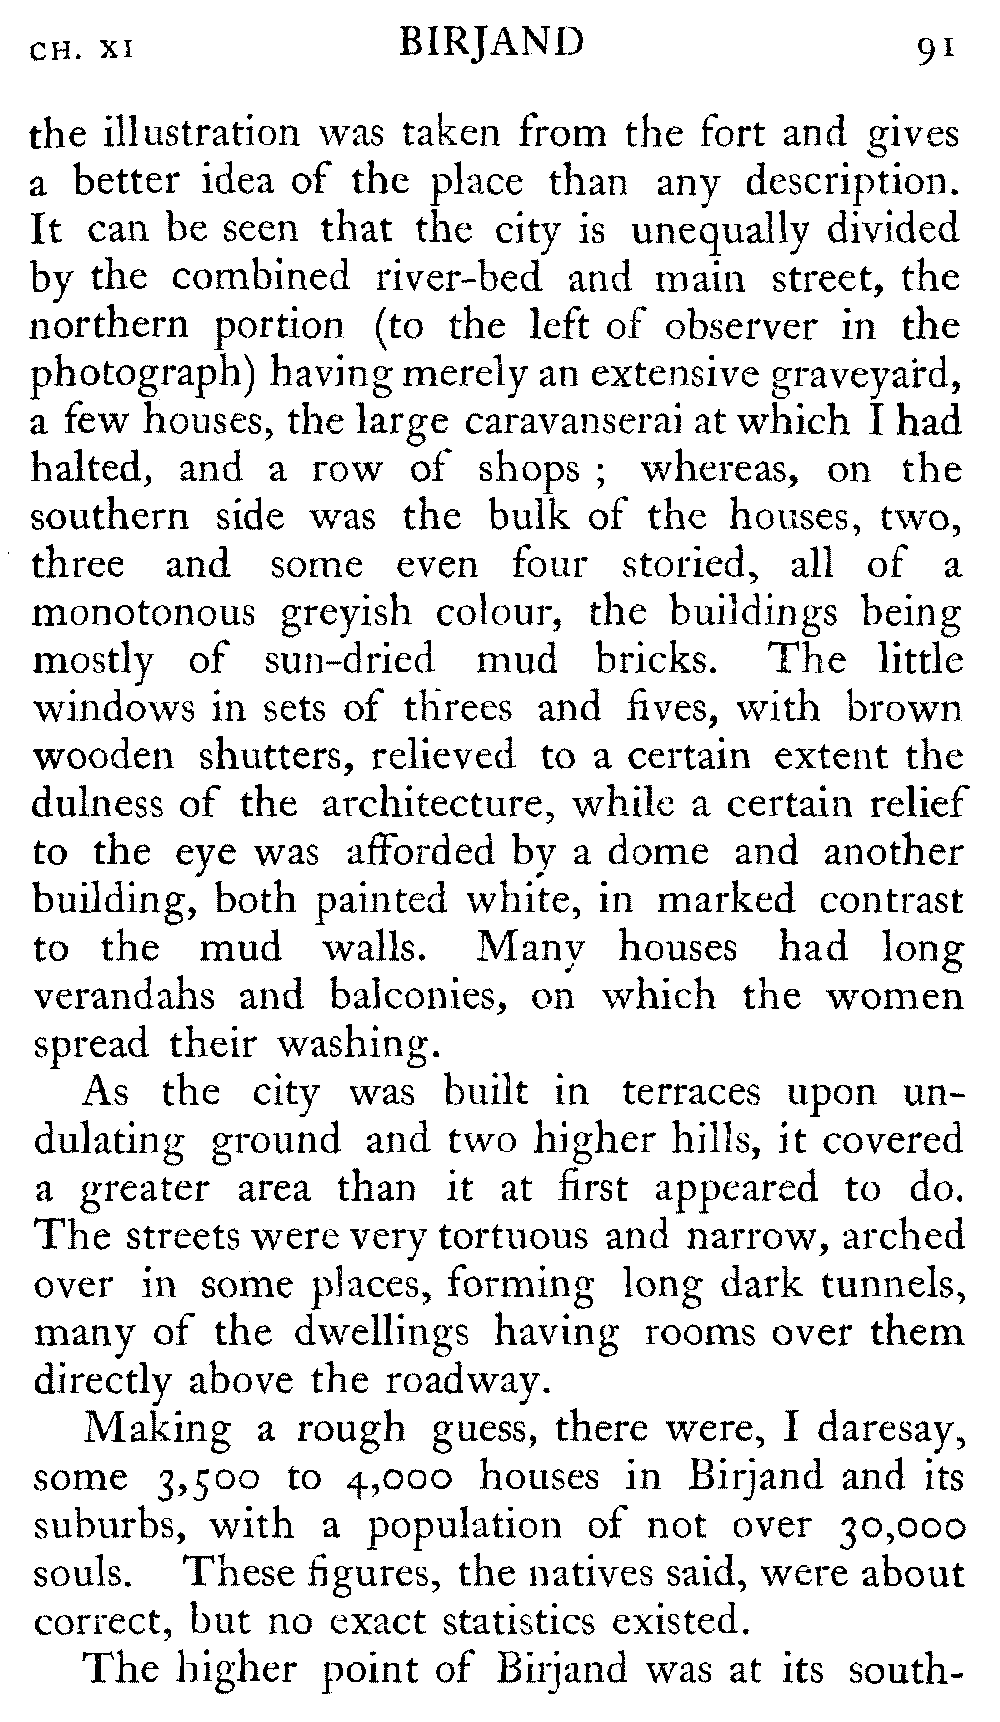 CH. XI BIRJAND 91
the illustration was taken from the fort and gives
a better idea of the place than any description.
It can be seen that the city is unequally divided
by the combined river-bed and main street, the
northern portion (to the left of observer in the
photograph) having merely an extensive graveyard,
a few houses, the large caravanserai at which I had
halted, and a row of shops ; whereas, on the
southern side was the bulk of the houses, two,
three and some even four storied, all of a
monotonous greyish colour, the buildings being
mostly of sun-dried mud bricks. The little
windows in sets of threes and fives, with brown
wooden shutters, relieved to a certain extent the
dulness of the architecture, while a certain relief
to the eye was afforded by a dome and another
building, both painted white, in marked contrast
to the mud walls. Many houses had long
verandahs and balconies, on which the women
spread their washing.
As the city was built in terraces upon un-
dulating ground and two higher hills, it covered
a greater area than it at first appeared to do.
The streets were very tortuous and narrow, arched
over in some places, forming long dark tunnels,
many of the dwellings having rooms over them
directly above the roadway.
Making a rough guess, there were, I daresay,
some 3,500 to 4,000 houses in Birjand and its
suburbs, with a population of not over 30,000
souls. These figures, the natives said, were about
correct, but no exact statistics existed.
The higher point of Birjand was at its south-